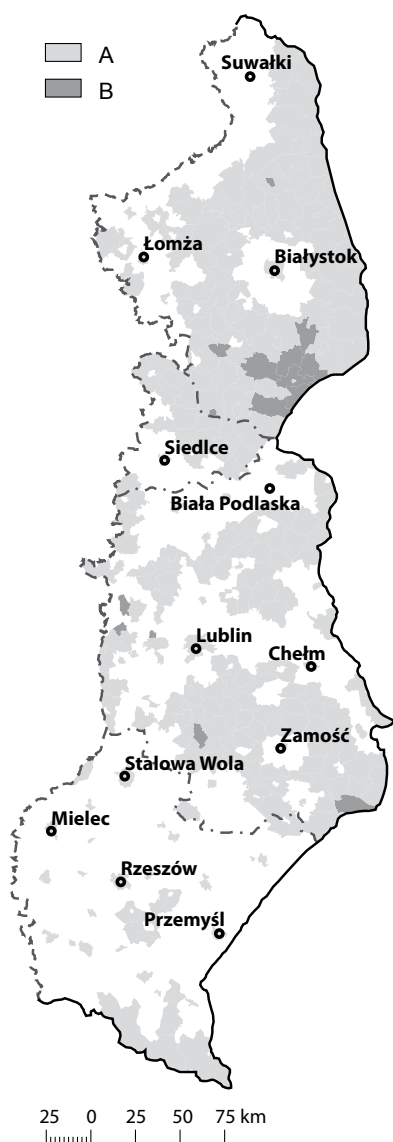 A
B
Suwałki
Łomża
Białystok
Siedlce
Biała Podlaska
Lublin
Chełm
Zamość
Stalowa Wola
Mielec
Rzeszów
Przemyśl
25 0 25 50 75 km